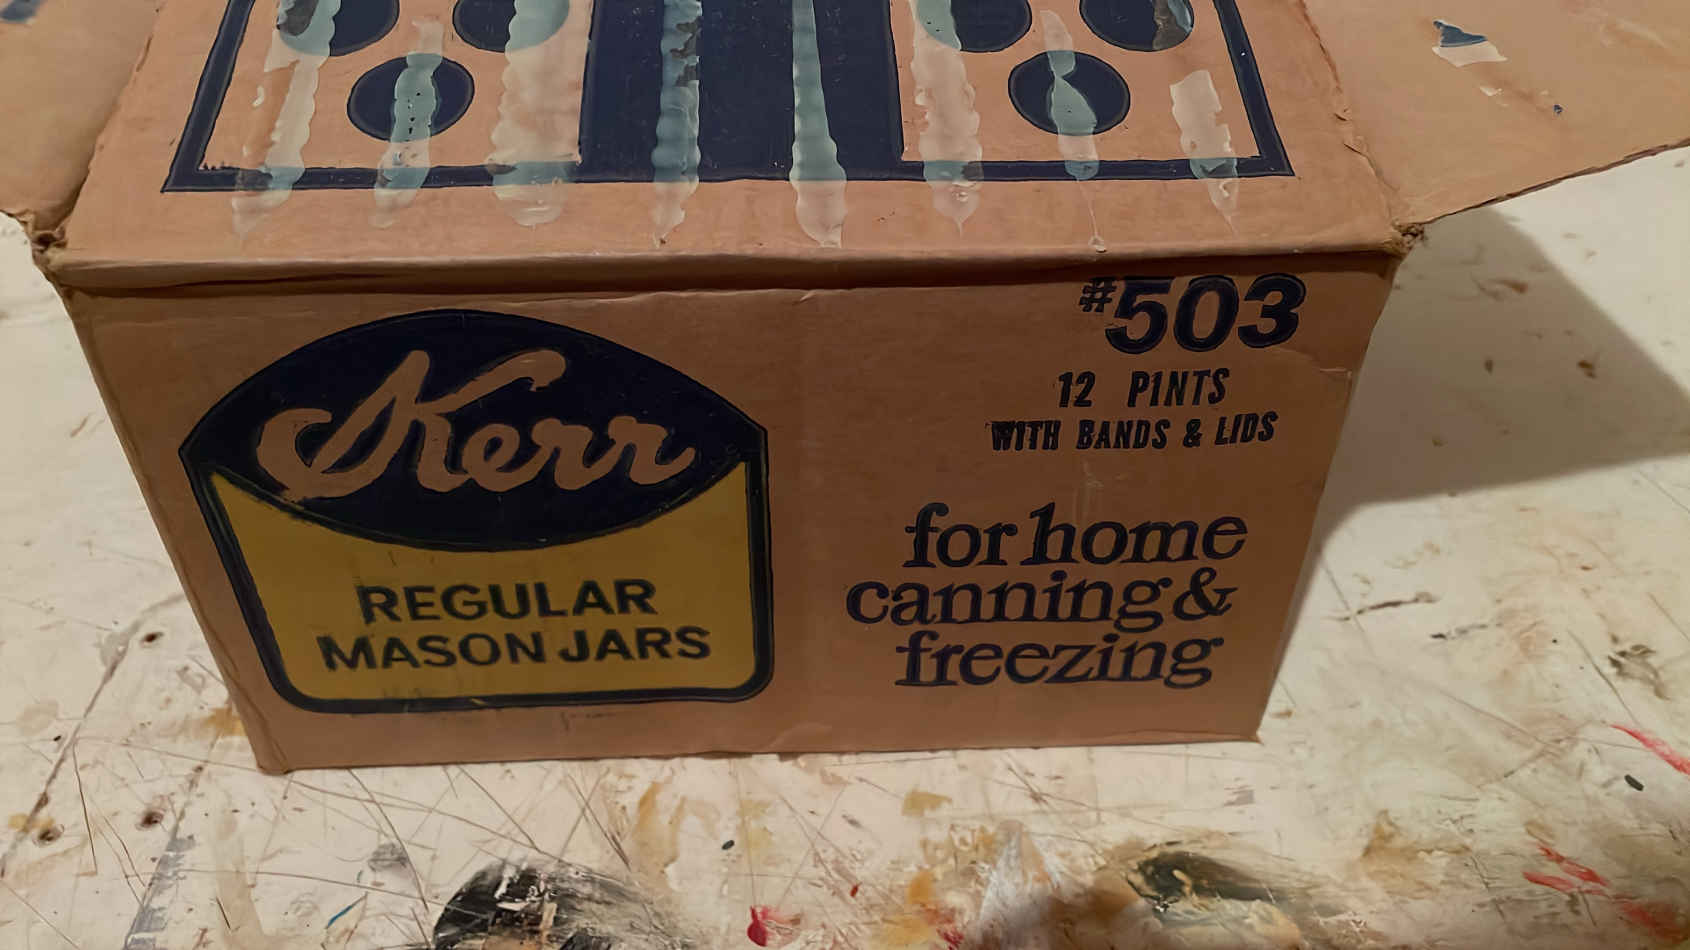 Kerr
REGULAR
MASON JARS
#503
12 PINTS
WITH BANDS & LIDS
for home
canning &
freezing